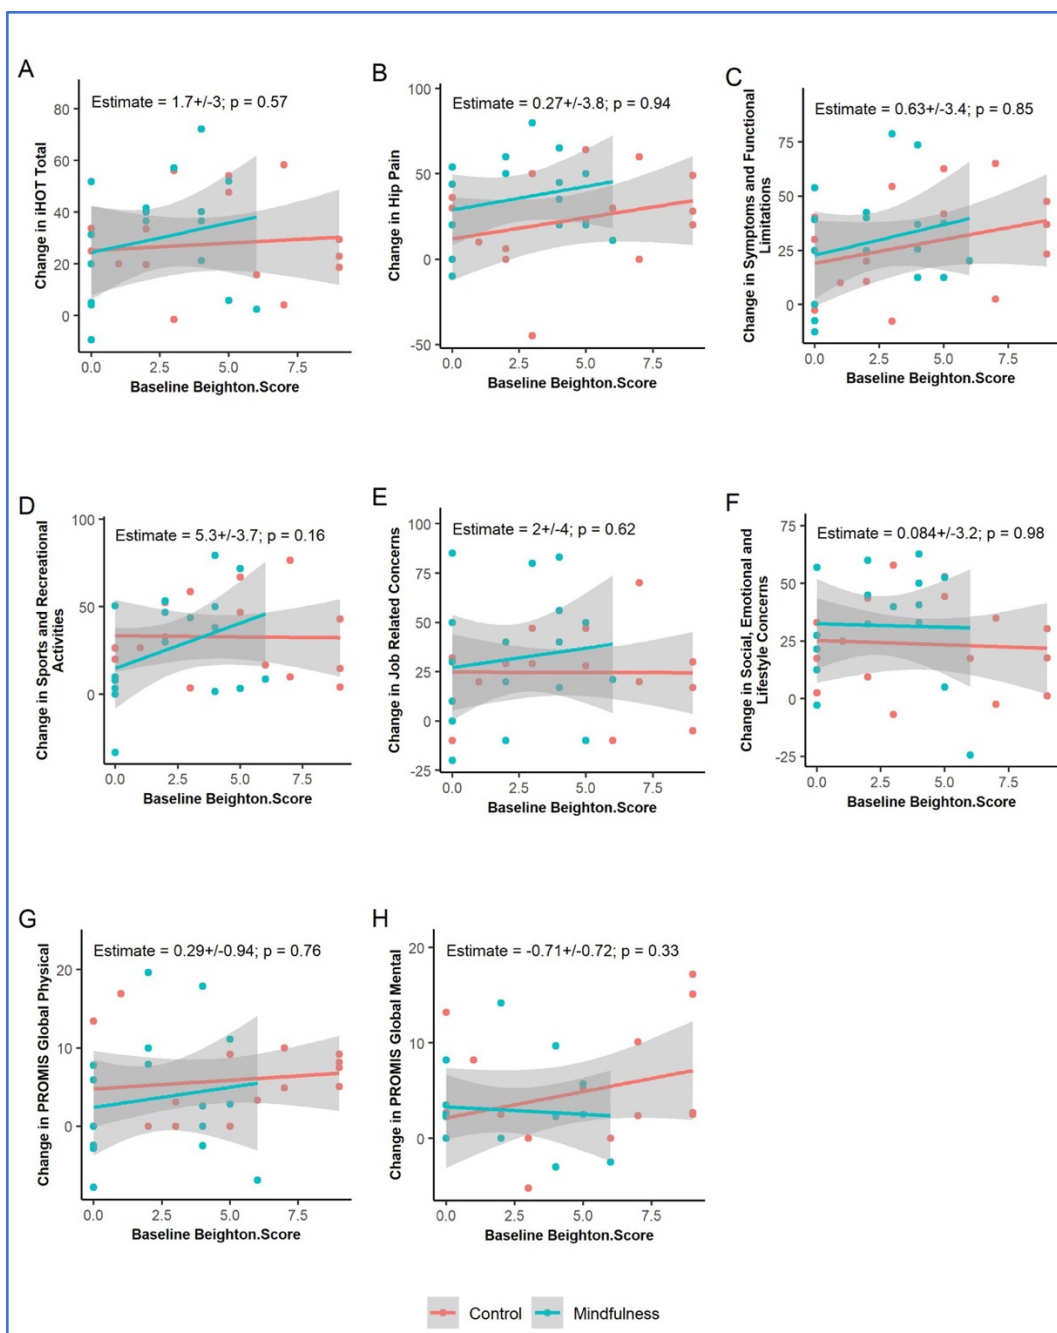 A
Estimate = 1.7+/-3; p = 0.57
Change in iHOT Total
80
60
40
20
0
0.0 2.5 5.0 7.5
Baseline Beighton.Score
B
Estimate = 0.27+/-3.8; p = 0.94
Change in Hip Pain
100
50
0
-50
0.0 2.5 5.0 7.5
Baseline Beighton.Score
C
Estimate = 0.63+/-3.4; p = 0.85
Change in Symptoms and Functional
Limitations
75
50
25
0
0.0 2.5 5.0 7.5
Baseline Beighton.Score
D
Estimate = 5.3+/-3.7; p = 0.16
Change in Sports and Recreational
Activities
100
50
0
0.0 2.5 5.0 7.5
Baseline Beighton.Score
E
Estimate = 2+/-4; p = 0.62
Change in Job Related Concerns
100
75
50
25
0
-25
0.0 2.5 5.0 7.5
Baseline Beighton.Score
F
Estimate = 0.084+/-3.2; p = 0.98
Change in Social, Emotional and
Lifestyle Concerns
75
50
25
0
-25
0.0 2.5 5.0 7.5
Baseline Beighton.Score
G
Estimate = 0.29+/-0.94; p = 0.76
Change in PROMIS Global Physical
20
10
0
0.0 2.5 5.0 7.5
Baseline Beighton.Score
H
Estimate = -0.71+/-0.72; p = 0.33
Change in PROMIS Global Mental
20
10
0
0.0 2.5 5.0 7.5
Baseline Beighton.Score
Control Mindfulness